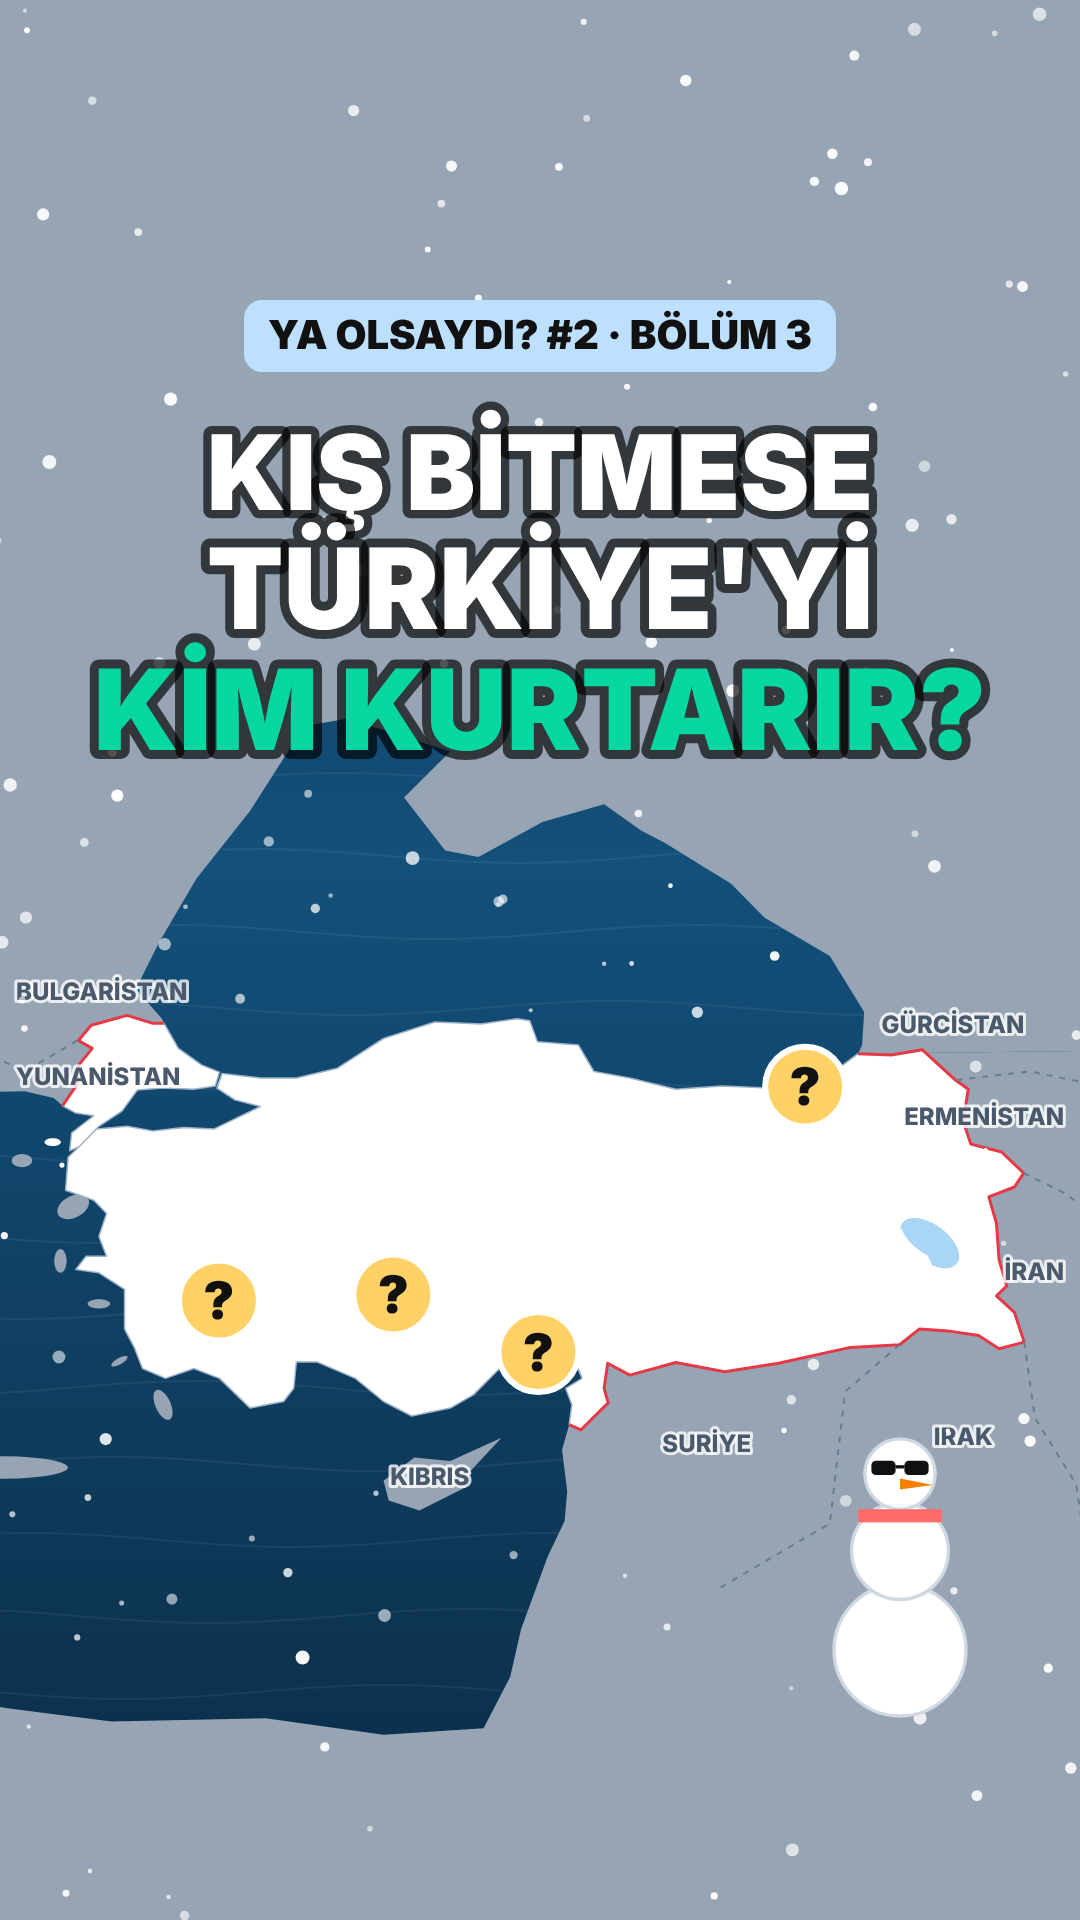 YA OLSAYDI? #2 · BÖLÜM 3
KIŞ BİTMESE
TÜRKİYE'Yİ
KİM KURTARIR?
BULGARİSTAN
GÜRCİSTAN
YUNANİSTAN
?
ERMENİSTAN
İRAN
?
?
?
SURİYE
IRAK
KIBRIS